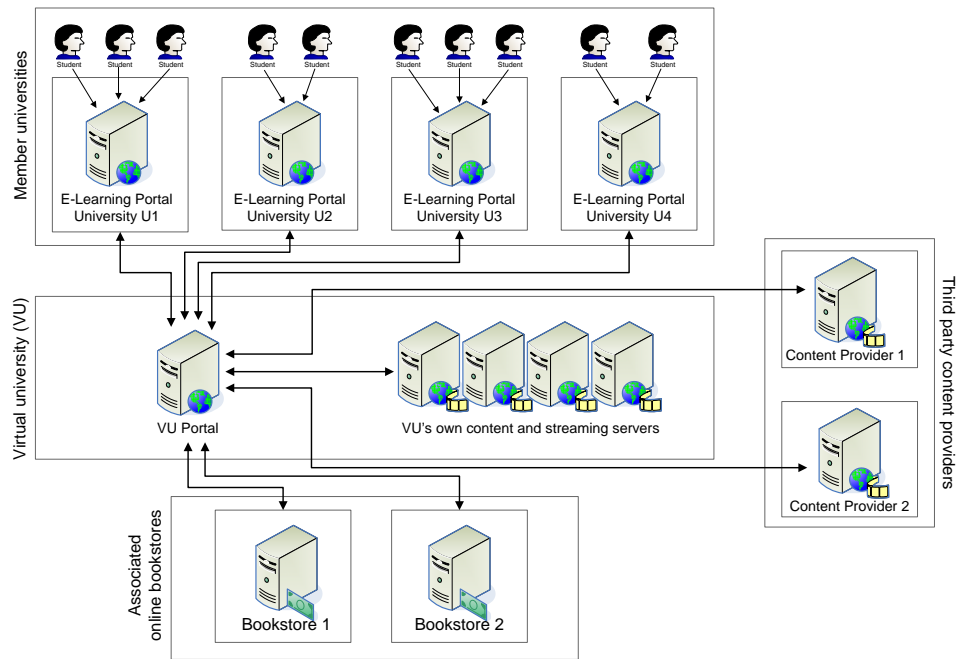 Member universities
Student
Student
Student
Student
Student
Student
Student
Student
Student
Student
E-Learning Portal
University U1
E-Learning Portal
University U2
E-Learning Portal
University U3
E-Learning Portal
University U4
Virtual university (VU)
VU Portal
VU's own content and streaming servers
Third party content providers
Content Provider 1
Content Provider 2
Associated
online bookstores
Bookstore 1
Bookstore 2